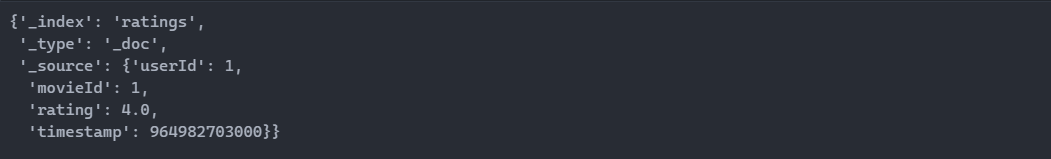 {'_index': 'ratings',
 '_type': '_doc',
 '_source': {'userId': 1,
  'movieId': 1,
  'rating': 4.0,
  'timestamp': 964982703000}}